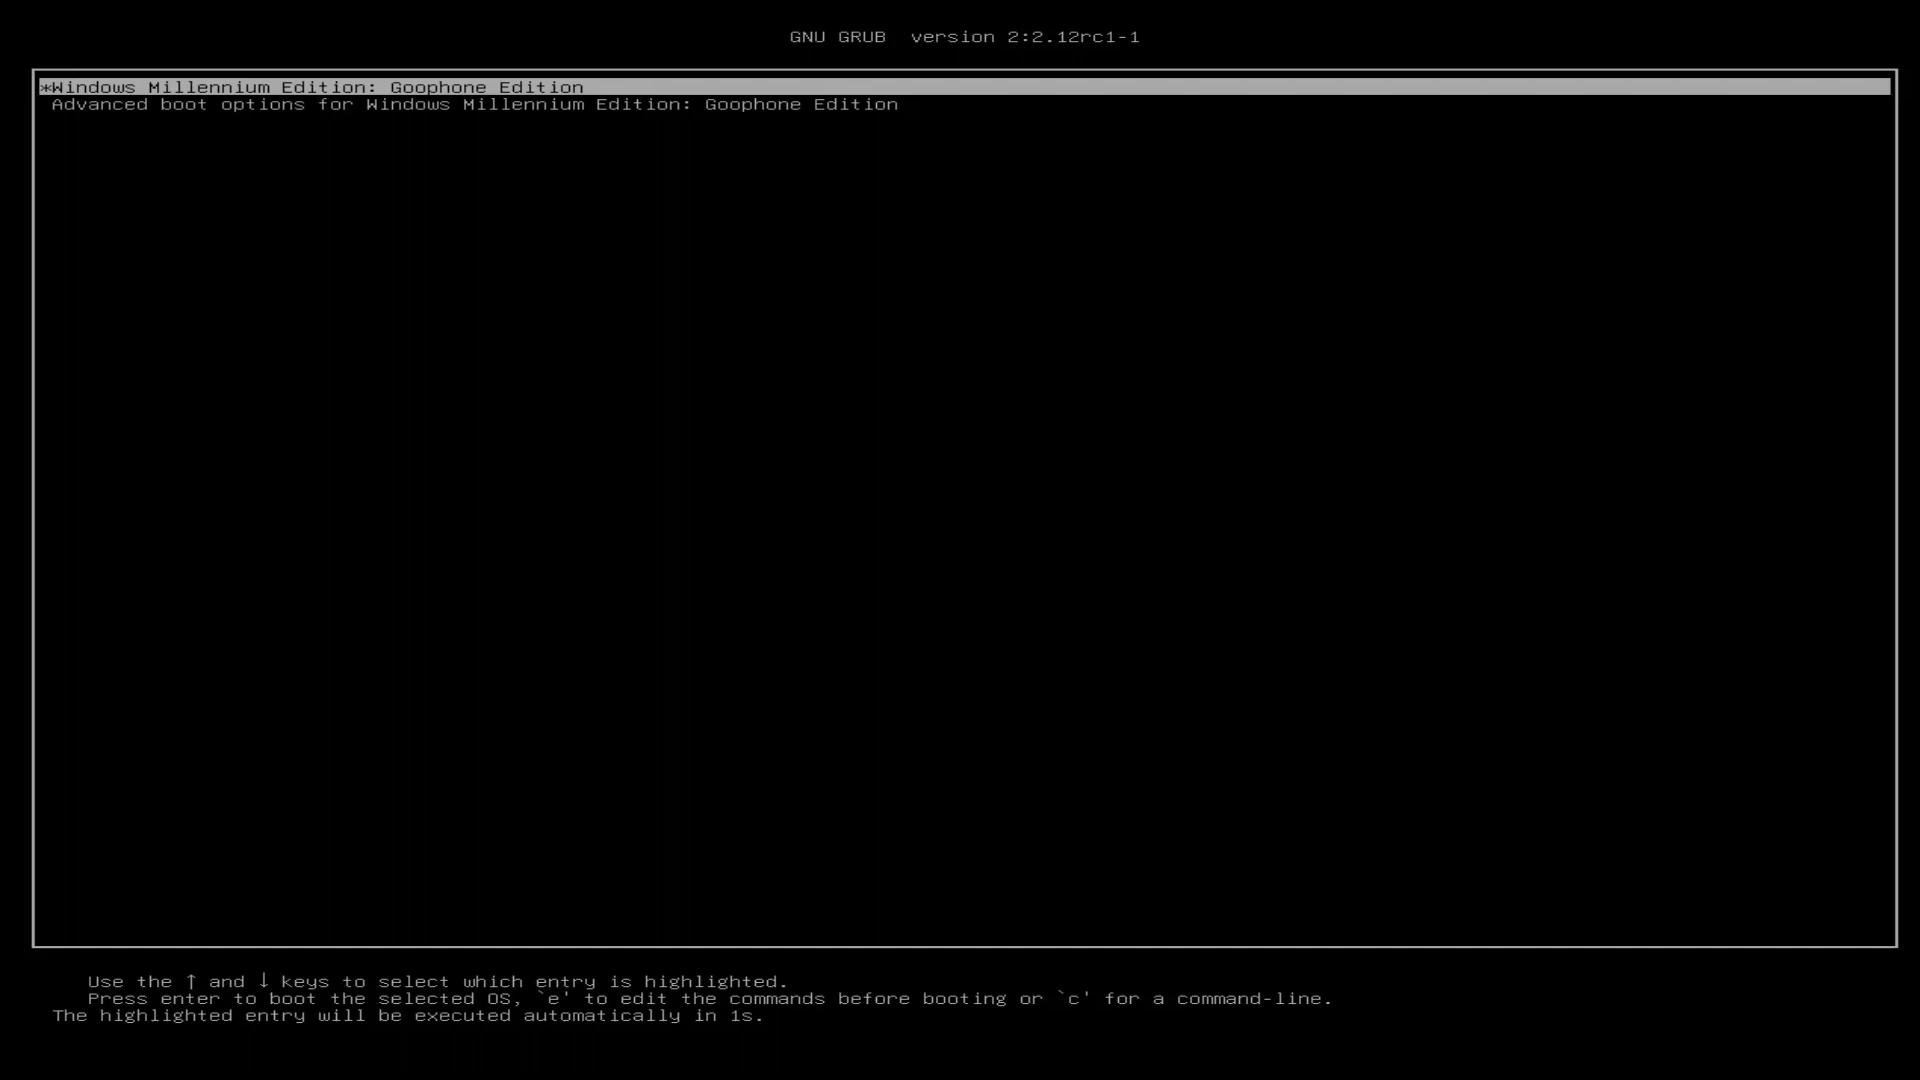 GNU GRUB  version 2:2.12rc1-1
*Windows Millennium Edition: Goophone Edition
Advanced boot options for Windows Millennium Edition: Goophone Edition
Use the ↑ and ↓ keys to select which entry is highlighted.
Press enter to boot the selected OS, `e' to edit the commands before booting or `c' for a command-line.
The highlighted entry will be executed automatically in 1s.